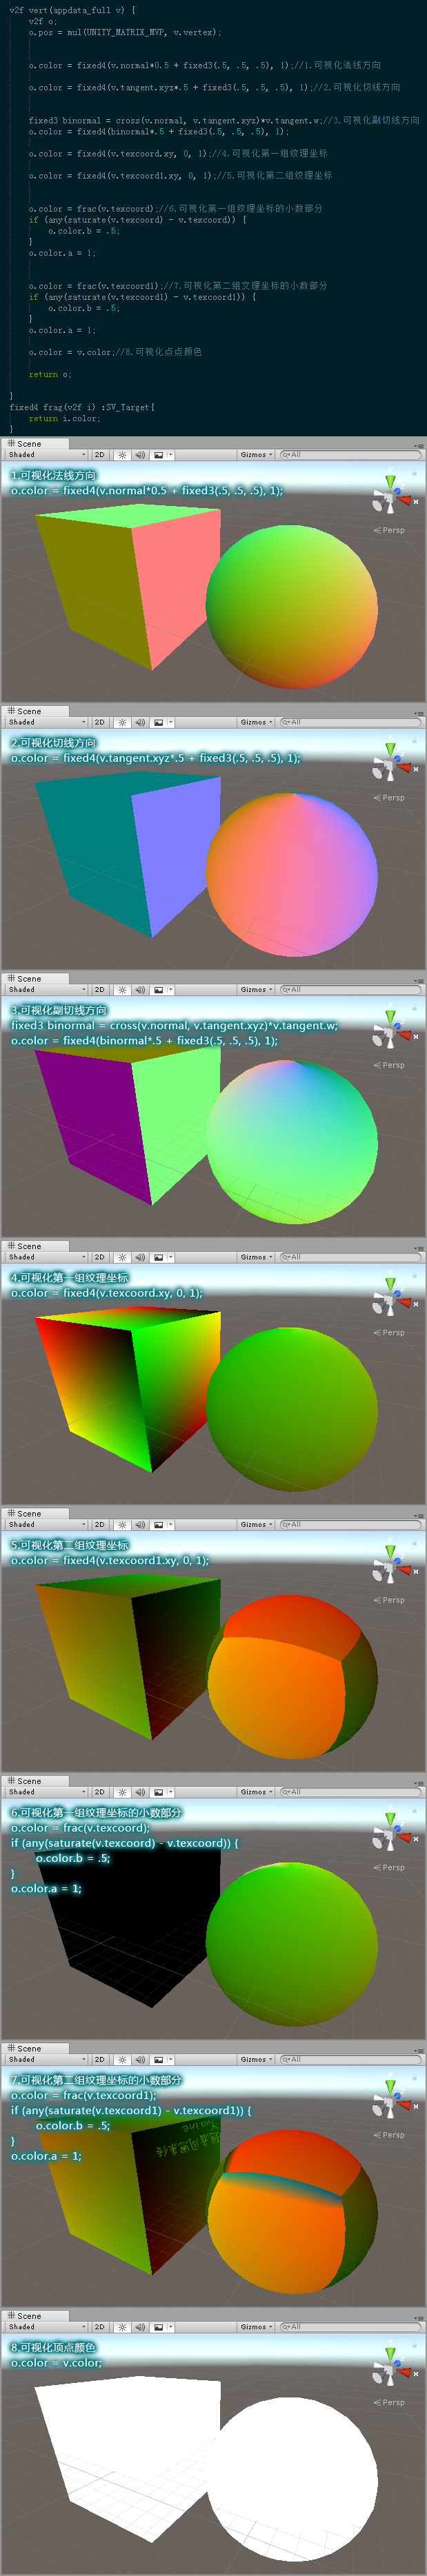 v2f vert(appdata_full v) {
v2f o;
o.pos = mul(UNITY_MATRIX_MVP, v.vertex);
o.color = fixed4(v.normal*0.5 + fixed3(.5, .5, .5), 1);//1.可视化法线方向
o.color = fixed4(v.tangent.xyz*.5 + fixed3(.5, .5, .5), 1);//2.可视化切线方向
fixed3 binormal = cross(v.normal, v.tangent.xyz)*v.tangent.w;//3.可视化副切线方向
o.color = fixed4(binormal*.5 + fixed3(.5, .5, .5), 1);
o.color = fixed4(v.texcoord.xy, 0, 1);//4.可视化第一组纹理坐标
o.color = fixed4(v.texcoord1.xy, 0, 1);//5.可视化第二组纹理坐标
o.color = frac(v.texcoord);//6.可视化第一组纹理坐标的小数部分
if (any(saturate(v.texcoord) - v.texcoord)) {
o.color.b = .5;
}
o.color.a = 1;
o.color = frac(v.texcoord1);//7.可视化第二组文理坐标的小数部分
if (any(saturate(v.texcoord1) - v.texcoord1)) {
o.color.b = .5;
}
o.color.a = 1;
o.color = v.color;//8.可视化点点颜色
return o;
}
fixed4 frag(v2f i) :SV_Target{
return i.color;
}
Scene
Shaded 2D Gizmos All
1.可视化法线方向
o.color = fixed4(v.normal*0.5 + fixed3(.5, .5, .5), 1);
y
x
Persp
Scene
Shaded 2D Gizmos All
2.可视化切线方向
o.color = fixed4(v.tangent.xyz*.5 + fixed3(.5, .5, .5), 1);
x
Persp
Scene
Shaded 2D Gizmos All
3.可视化副切线方向
fixed3 binormal = cross(v.normal, v.tangent.xyz)*v.tangent.w;
o.color = fixed4(binormal*.5 + fixed3(.5, .5, .5), 1);
x
Persp
Scene
Shaded 2D Gizmos All
4.可视化第一组纹理坐标
o.color = fixed4(v.texcoord.xy, 0, 1);
x
Persp
Scene
Shaded 2D Gizmos All
5.可视化第二组纹理坐标
o.color = fixed4(v.texcoord1.xy, 0, 1);
x
Persp
Scene
Shaded 2D Gizmos All
6.可视化第一组纹理坐标的小数部分
o.color = frac(v.texcoord);
if (any(saturate(v.texcoord) - v.texcoord)) {
o.color.b = .5;
}
o.color.a = 1;
x
Persp
Scene
Shaded 2D Gizmos All
7.可视化第二组纹理坐标的小数部分
o.color = frac(v.texcoord1);
if (any(saturate(v.texcoord1) - v.texcoord1)) {
o.color.b = .5;
}
o.color.a = 1;
x
Persp
Scene
Shaded 2D Gizmos All
8.可视化顶点颜色
o.color = v.color;
x
Persp